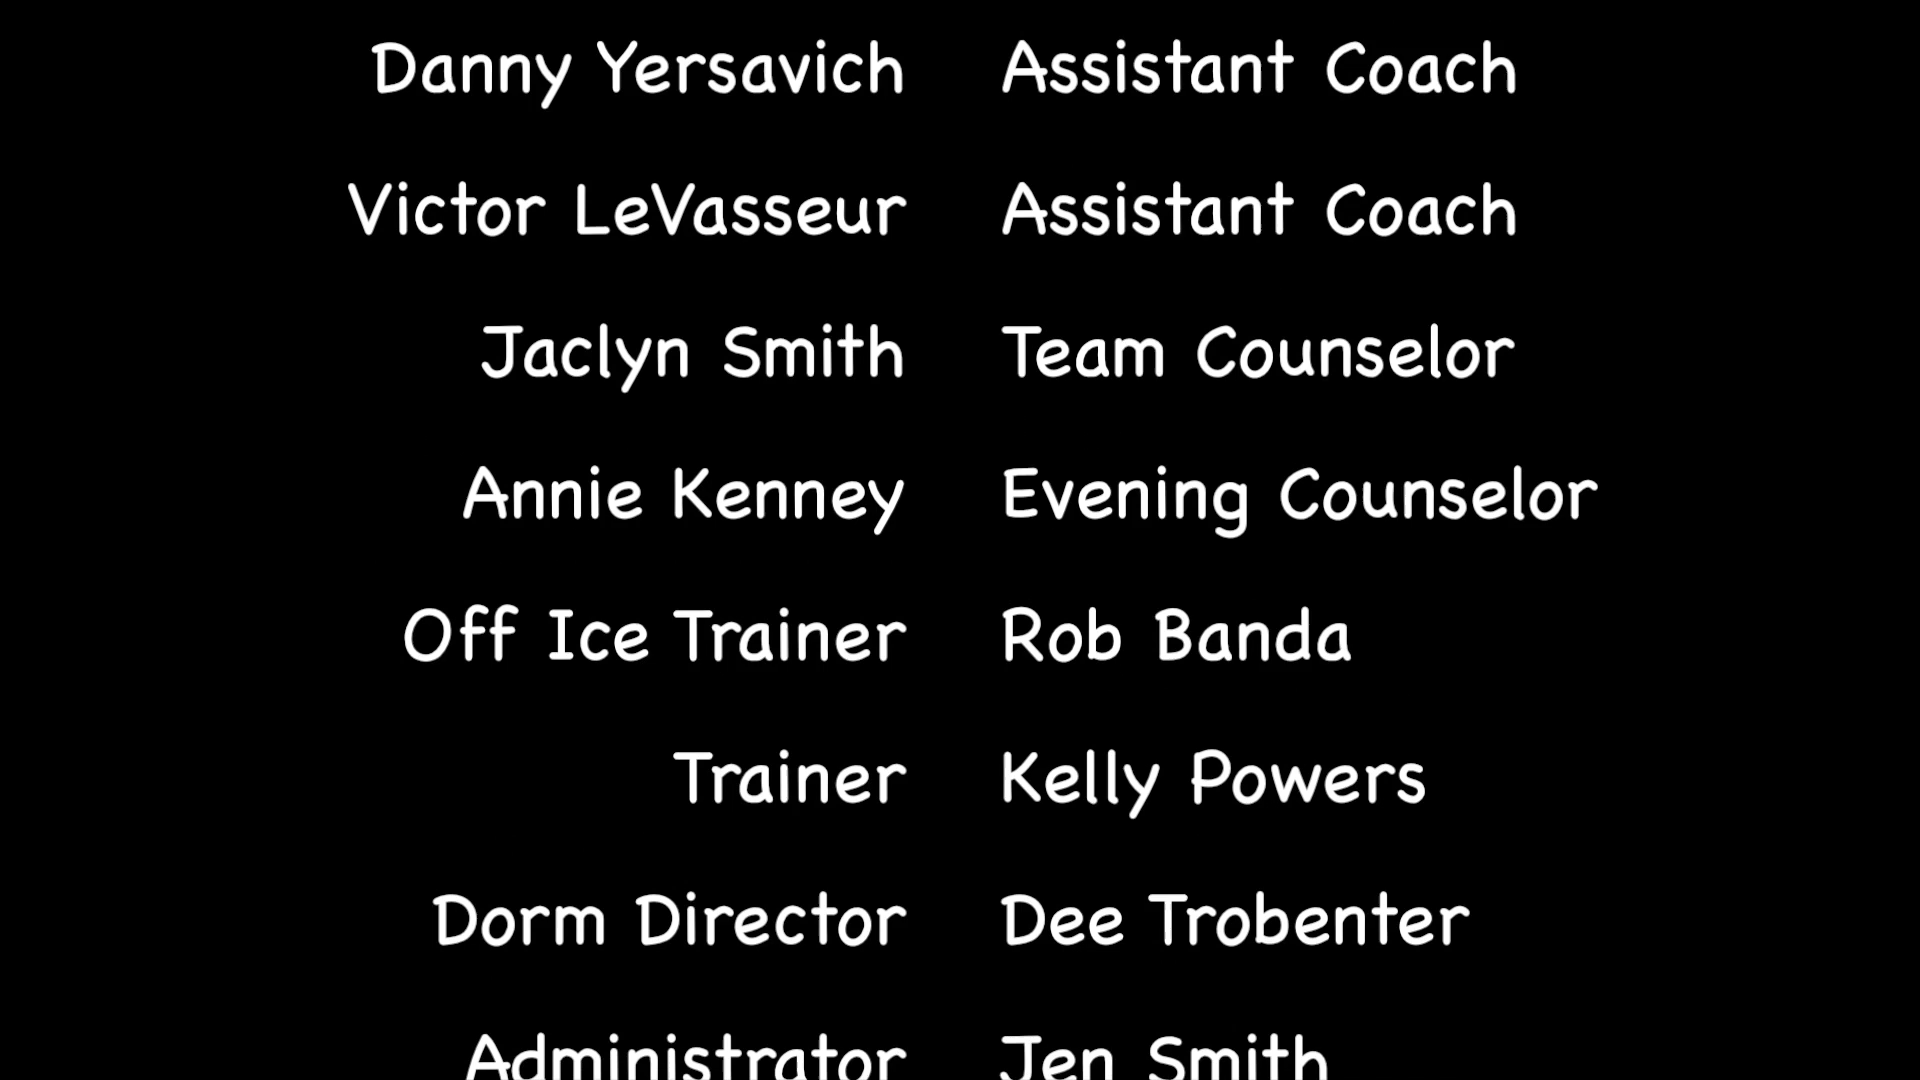 Danny Yersavich Assistant Coach
Victor LeVasseur Assistant Coach
Jaclyn Smith Team Counselor
Annie Kenney Evening Counselor
Off Ice Trainer Rob Banda
Trainer Kelly Powers
Dorm Director Dee Trobenter
Administrator Jen Smith